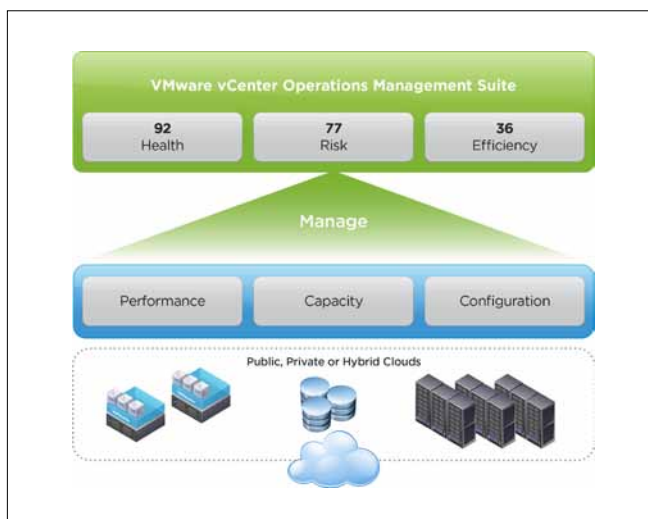 VMware vCenter Operations Management Suite
92
Health
77
Risk
36
Efficiency
Manage
Performance
Capacity
Configuration
Public, Private or Hybrid Clouds